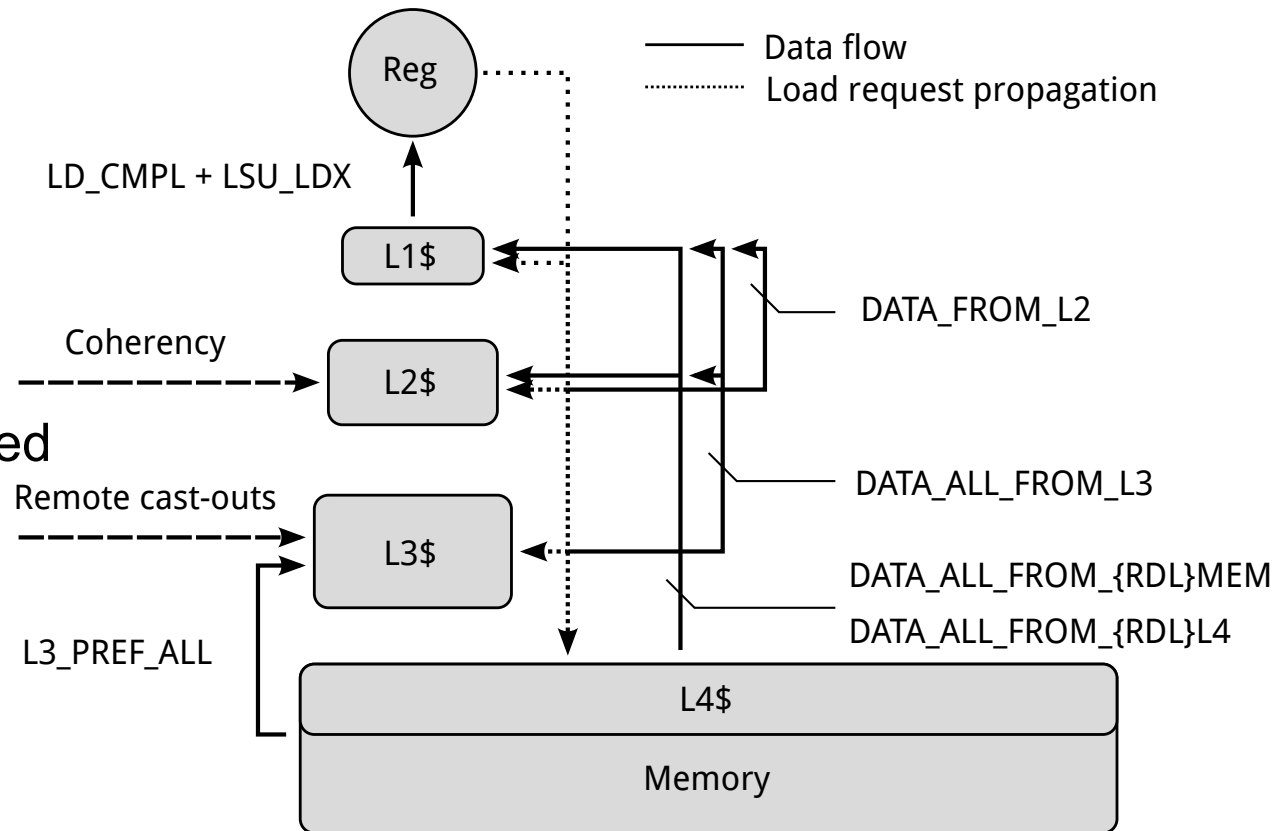 Reg
Data flow
Load request propagation
LD_CMPL + LSU_LDX
L1$
DATA_FROM_L2
Coherency
L2$
ed
Remote cast-outs
DATA_ALL_FROM_L3
L3$
DATA_ALL_FROM_{RDL}MEM
DATA_ALL_FROM_{RDL}L4
L3_PREF_ALL
L4$
Memory